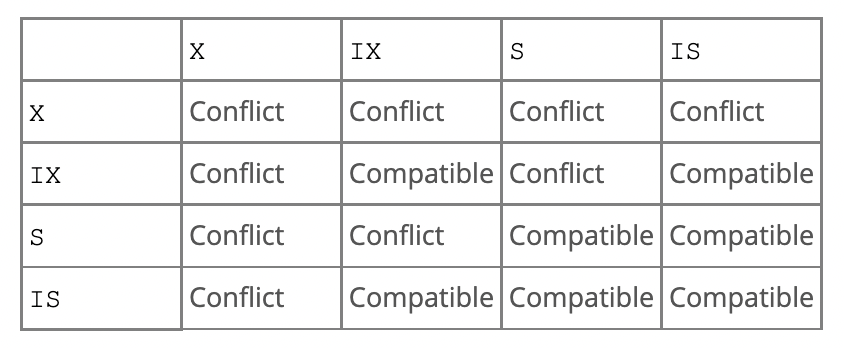 X IX S IS
X Conflict Conflict Conflict Conflict
IX Conflict Compatible Conflict Compatible
S Conflict Conflict Compatible Compatible
IS Conflict Compatible Compatible Compatible